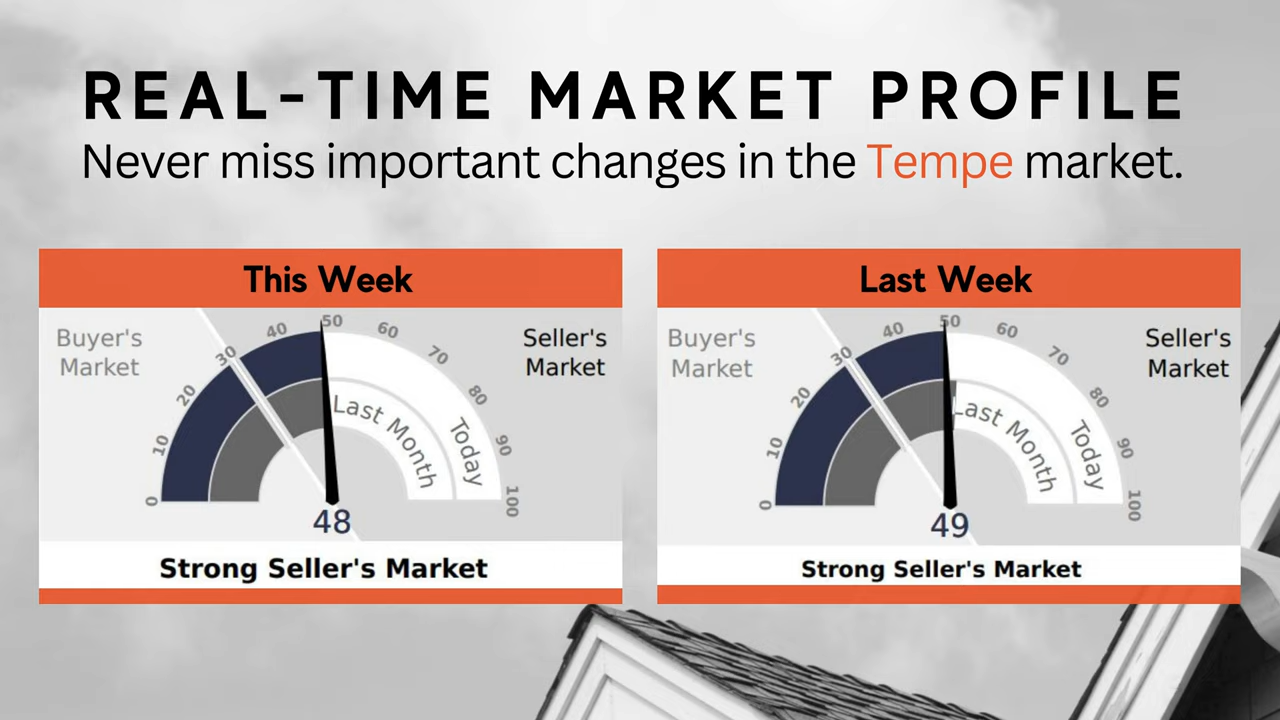 REAL-TIME MARKET PROFILE
Never miss important changes in the Tempe market.
This Week
Buyer's
Market
Seller's
Market
0
10
20
30
40
50
60
70
80
90
100
Last Month
Today
48
Strong Seller's Market
Last Week
Buyer's
Market
Seller's
Market
0
10
20
30
40
50
60
70
80
90
100
Last Month
Today
49
Strong Seller's Market